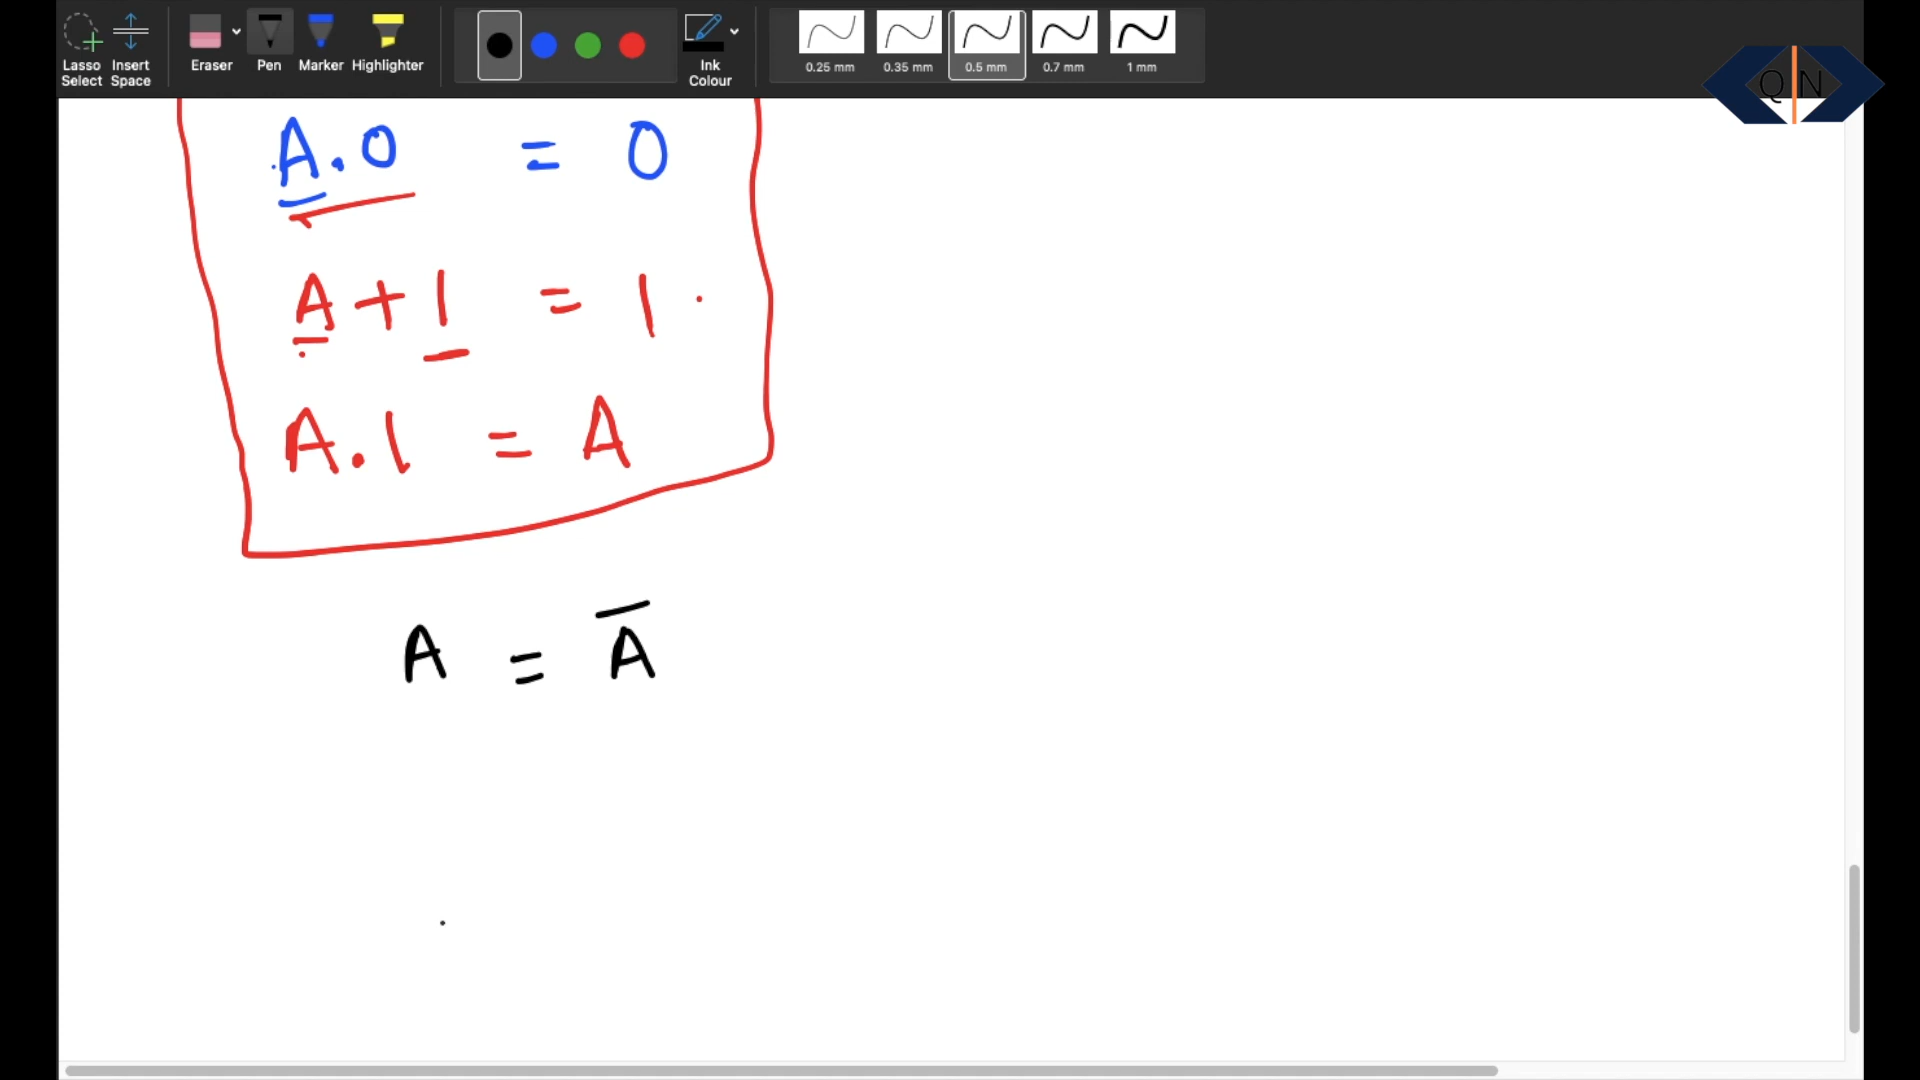 Lasso Select
Insert Space
Eraser
Pen
Marker
Highlighter
Ink Colour
0.25 mm
0.35 mm
0.5 mm
0.7 mm
1 mm
Q N
A.0 = 0
A+1 = 1.
A.1 = A
A = A̅